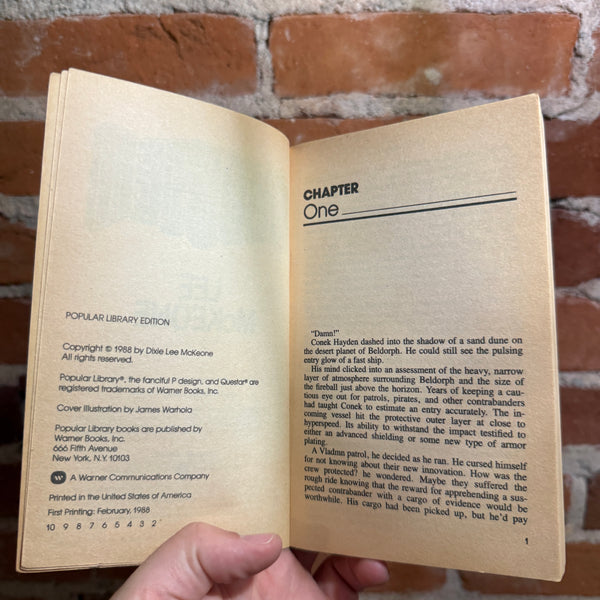 POPULAR LIBRARY EDITION
Copyright © 1988 by Dixie Lee McKeone
All rights reserved.
Popular Library®, the fanciful P design, and Questar® are
registered trademarks of Warner Books, Inc.
Cover illustration by James Warhola
Popular Library books are published by
Warner Books, Inc.
666 Fifth Avenue
New York, N.Y. 10103
W A Warner Communications Company
Printed in the United States of America
First Printing: February, 1988
10 9 8 7 6 5 4 3 2
CHAPTER
One
"Damn!"
Conek Hayden dashed into the shadow of a sand dune on
the desert planet of Beldorph. He could still see the pulsing
entry glow of a fast ship.
His mind clicked into an assessment of the heavy, narrow
layer of atmosphere surrounding Beldorph and the size of
the fireball just above the horizon. Years of keeping a cau-
tious eye out for patrols, pirates, and other contrabanders
had taught Conek to estimate an entry accurately. The in-
coming vessel hit the protective outer layer at close to
hyperspeed. Its ability to withstand the impact testified to
either an advanced shielding or some new type of armor
plating.
A Vladmn patrol, he decided as he ran. He cursed himself
for not knowing about their new innovation. How was the
crew protected? he wondered. Maybe they suffered the
rough ride knowing that the reward for apprehending a sus-
pected contrabander with a cargo of evidence would be
worthwhile. His cargo had been picked up, but he'd pay
1